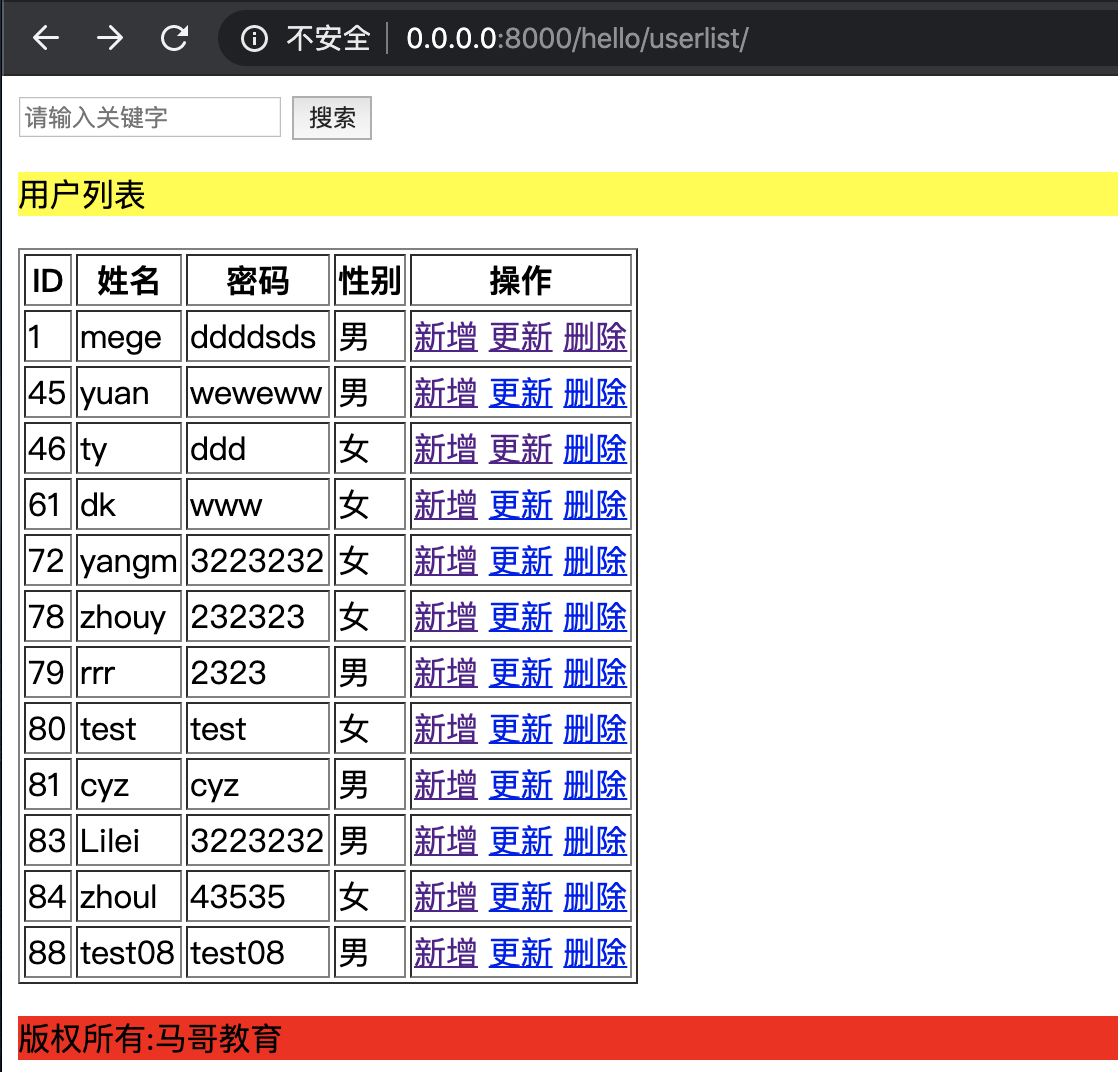 不安全 0.0.0.0:8000/hello/userlist/
请输入关键字 搜索
用户列表
ID 姓名 密码 性别 操作
1 mege ddddsds 男 新增 更新 删除
45 yuan weweww 男 新增 更新 删除
46 ty ddd 女 新增 更新 删除
61 dk www 女 新增 更新 删除
72 yangm 3223232 女 新增 更新 删除
78 zhouy 232323 女 新增 更新 删除
79 rrr 2323 男 新增 更新 删除
80 test test 女 新增 更新 删除
81 cyz cyz 男 新增 更新 删除
83 Lilei 3223232 男 新增 更新 删除
84 zhoul 43535 女 新增 更新 删除
88 test08 test08 男 新增 更新 删除
版权所有:马哥教育